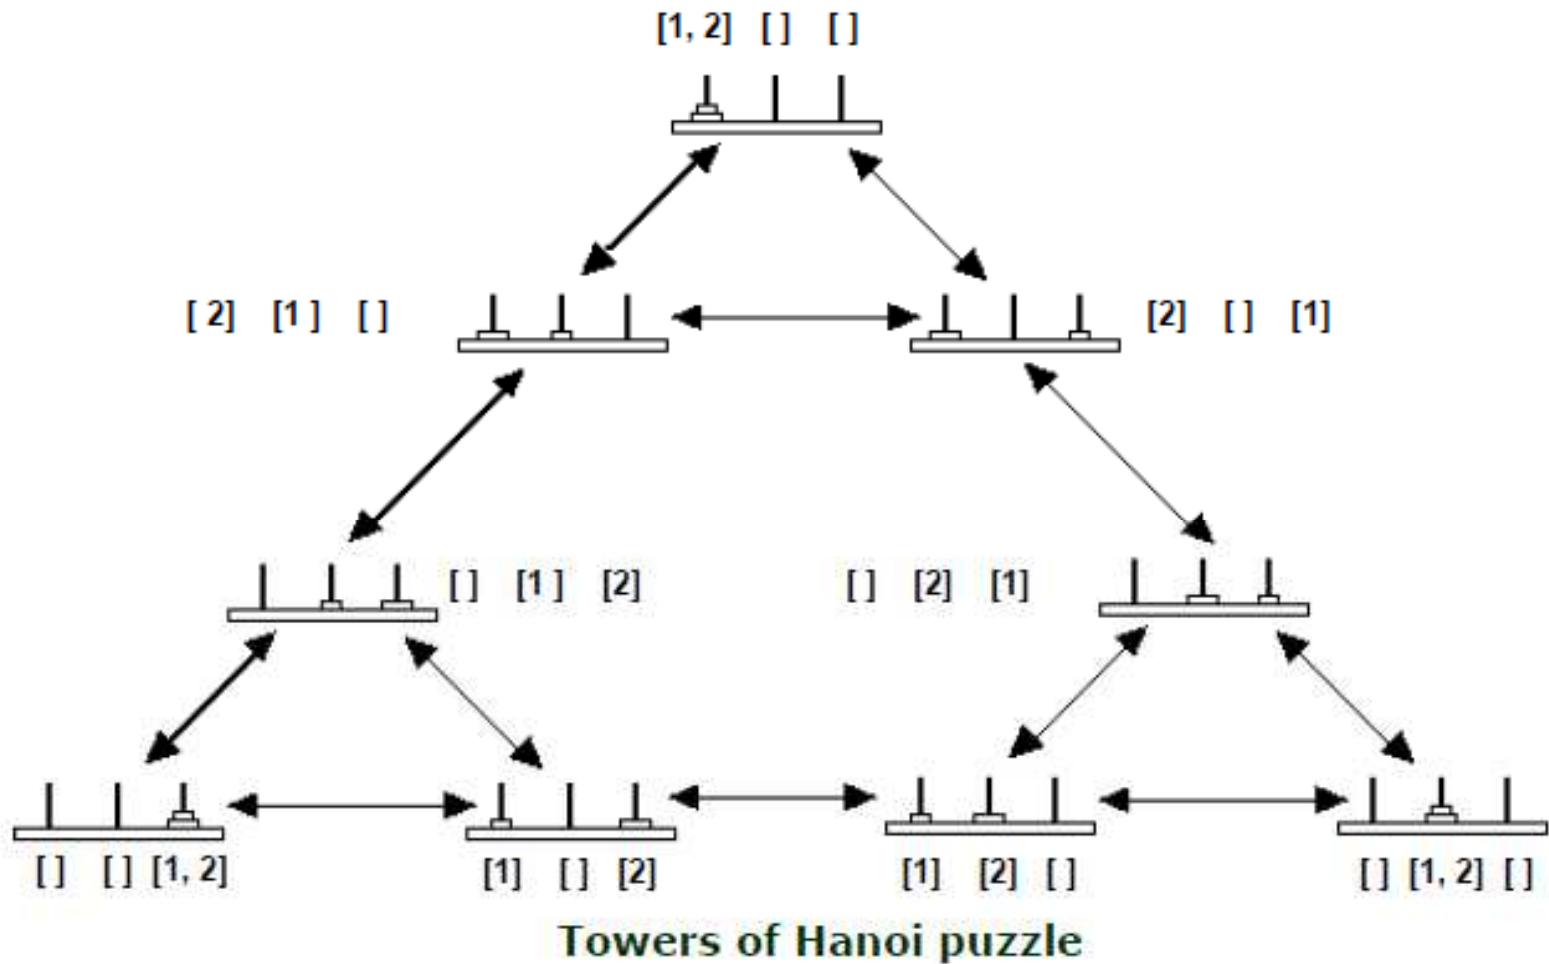 [1, 2] [ ] [ ]
[ 2] [1 ] [ ] [2] [ ] [1]
[ ] [1 ] [2] [ ] [2] [1]
[ ] [ ] [1, 2] [1] [ ] [2] [1] [2] [ ] [ ] [1, 2] [ ]
Towers of Hanoi puzzle